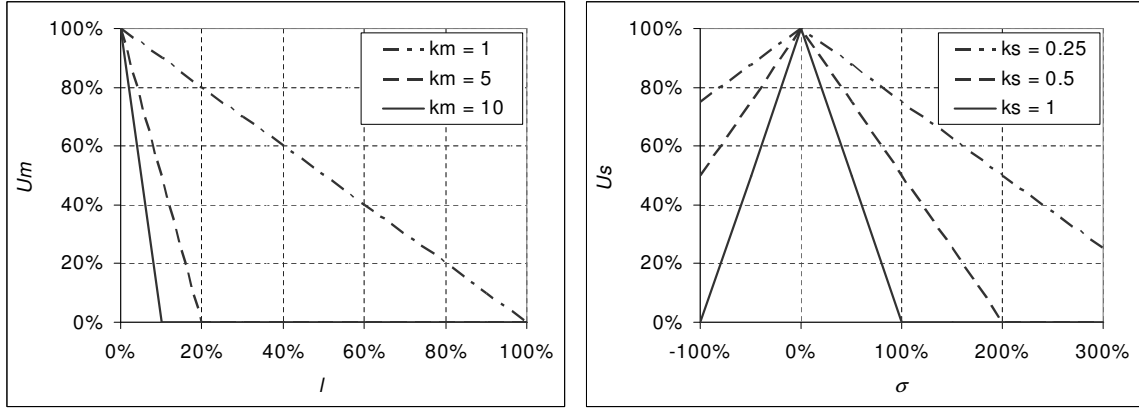 100%
80%
60%
40%
20%
0%
Um
0% 20% 40% 60% 80% 100%
l
km = 1
km = 5
km = 10
100%
80%
60%
40%
20%
0%
Us
-100% 0% 100% 200% 300%
σ
ks = 0.25
ks = 0.5
ks = 1